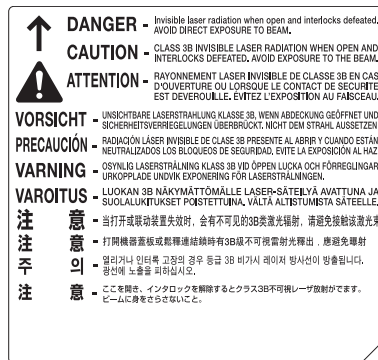 DANGER - Invisible laser radiation when open and interlocks defeated.
AVOID DIRECT EXPOSURE TO BEAM.
CAUTION - CLASS 3B INVISIBLE LASER RADIATION WHEN OPEN AND
INTERLOCKS DEFEATED. AVOID EXPOSURE TO THE BEAM.
ATTENTION - RAYONNEMENT LASER INVISIBLE DE CLASSE 3B EN CAS
D'OUVERTURE OU LORSQUE LE CONTACT DE SECURITE
EST DEVEROUILLE. ÉVITEZ L'EXPOSITION AU FAISCEAU.
VORSICHT - UNSICHTBARE LASERSTRAHLUNG KLASSE 3B, WENN ABDECKUNG GEÖFFNET UND
SICHERHEITSVERRIEGELUNGEN ÜBERBRÜCKT. NICHT DEM STRAHL AUSSETZEN
PRECAUCIÓN - RADIACIÓN LÁSER INVISIBLE DE CLASE 3B PRESENTE AL ABRIR Y CUANDO ESTÁN
NEUTRALIZADOS LOS BLOQUEOS DE SEGURIDAD, EVITE LA EXPOSICIÓN AL HAZ
VARNING - OSYNLIG LASERSTRÅLNING KLASS 3B VID ÖPPEN LUCKA OCH FÖRREGLINGAR
URKOPPLADE UNDVIK EXPONERING FÖR LASERSTRÅLNINGEN.
VAROITUS - LUOKAN 3B NÄKYMÄTTÖMÄLLE LASER-SÄTEILYÄ AVATTUNA JA
SUOJALUKITUKSET POISTETTUINA. VÄLTÄ ALTISTUMISTA SÄTEELLE.
注 意 - 当打开或联动装置失效时，会有不可见的3B类激光辐射，请避免接触该激光束
注 意 - 打開機器蓋板或鬆釋連結鎖時有3B級不可視雷射光釋出，應避免曝射
주 의 - 열리거나 인터록 고장의 경우 등급 3B 비가시 레이저 방사선이 방출됩니다.
광선에 노출을 피하십시오.
注 意 - ここを開き、インタロックを解除するとクラス3B不可視レーザ放射がでます。
ビームに身をさらさないこと。